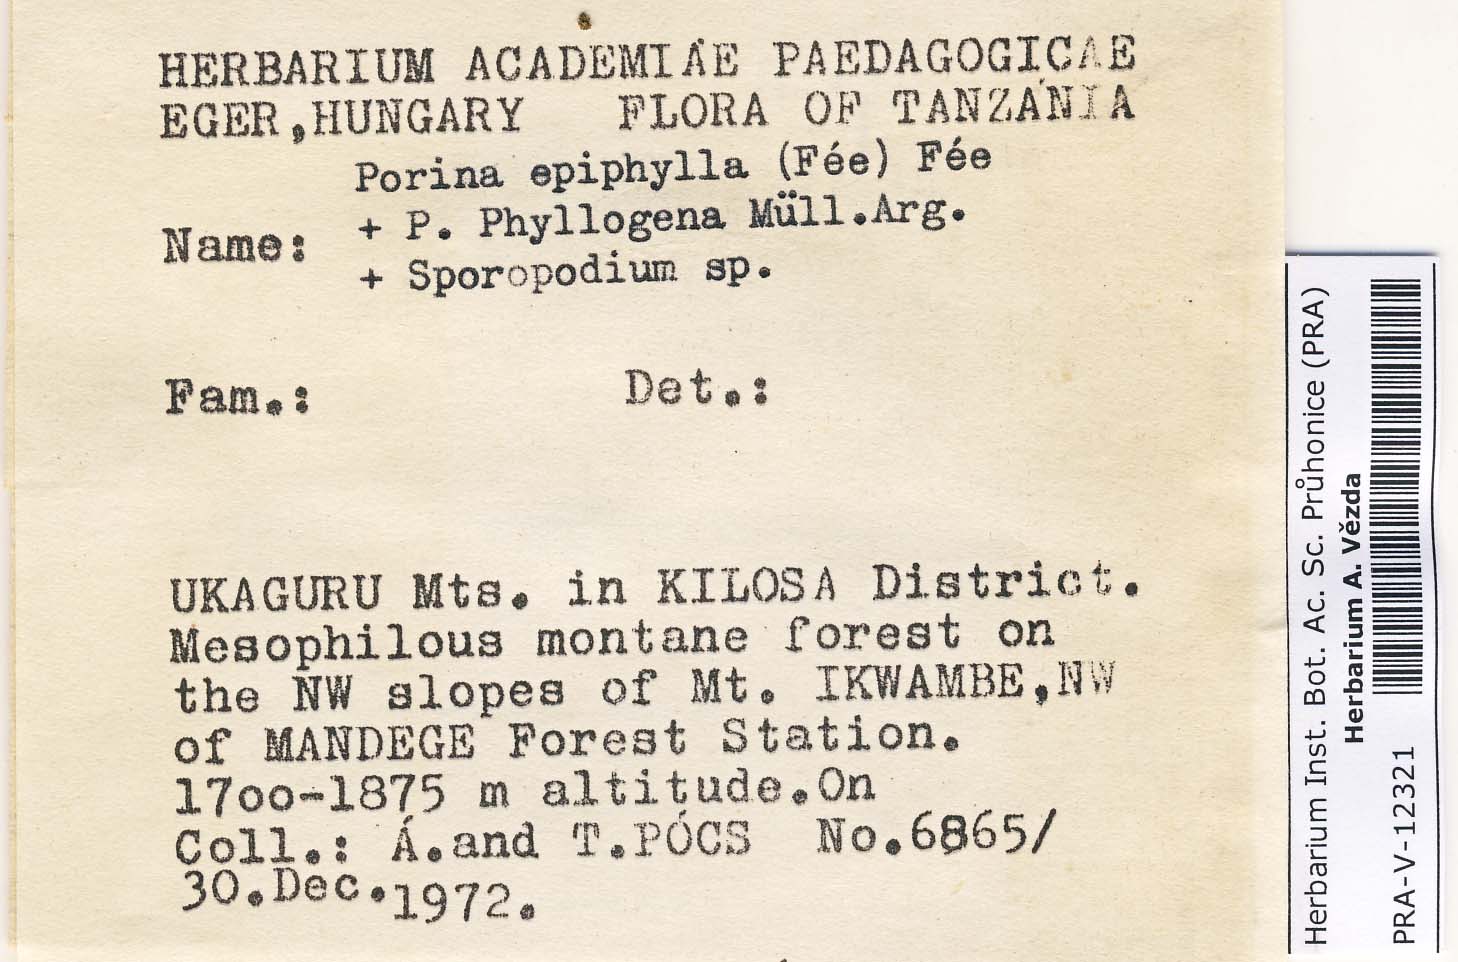 HERBARIUM ACADEMIÁE PAEDAGOGICAE
EGER,HUNGARY FLORA OF TANZÁNIA
Porina epiphylla (Fée) Fée
+ P. Phyllogena Müll.Arg.
Name:
+ Sporopodium sp.
Fam.: Det.:
UKAGURU Mts. in KILOSA District.
Mesophilous montane forest on
the NW slopes of Mt. IKWAMBE,NW
of MANDEGE Forest Station.
17oo-1875 m altitude.On
Coll.: Á.and T.PÓCS No.6865/
30.Dec.1972.
Herbarium Inst. Bot. Ac. Sc. Průhonice (PRA)
Herbarium A. Vězda
PRA-V-12321